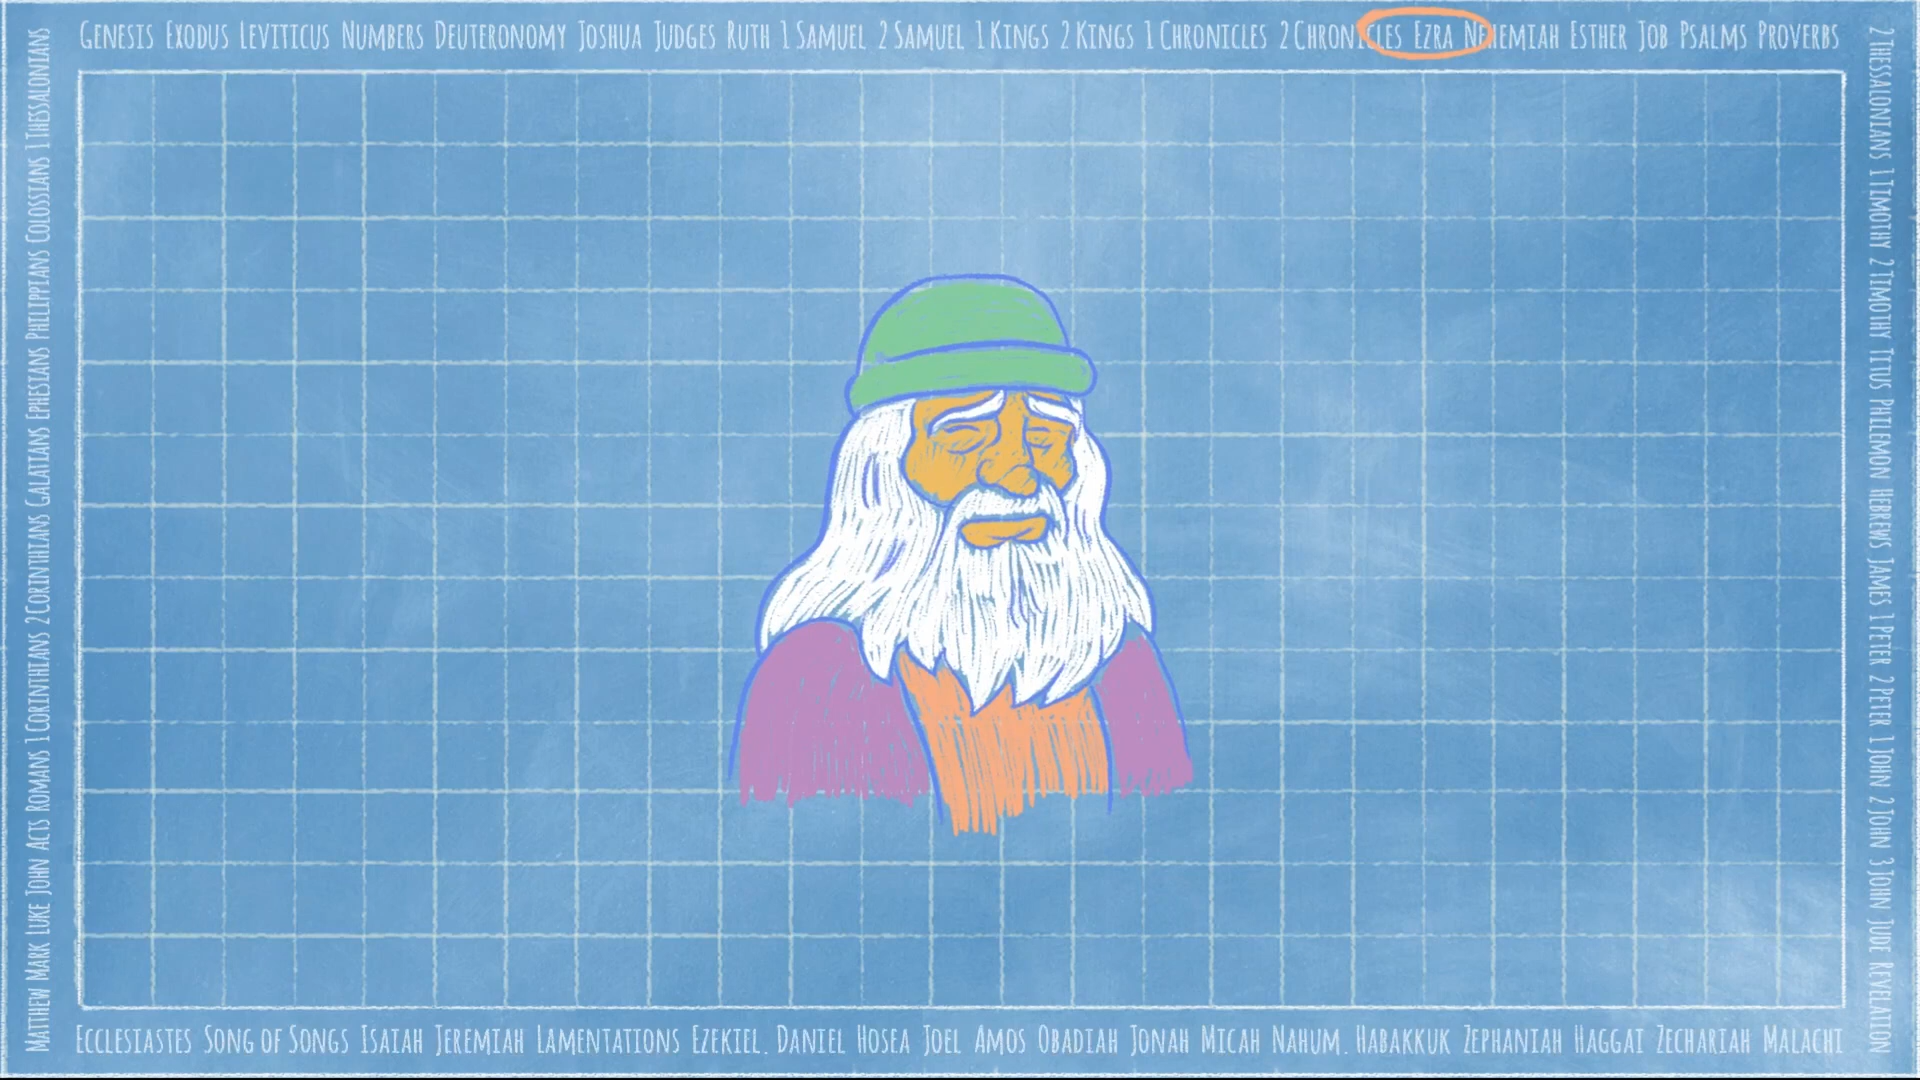 GENESIS EXODUS LEVITICUS NUMBERS DEUTERONOMY JOSHUA JUDGES RUTH 1 SAMUEL 2 SAMUEL 1 KINGS 2 KINGS 1 CHRONICLES 2 CHRONICLES EZRA NEHEMIAH ESTHER JOB PSALMS PROVERBS
MATTHEW MARK LUKE JOHN ACTS ROMANS 1 CORINTHIANS 2 CORINTHIANS GALATIANS EPHESIANS PHILIPPIANS COLOSSIANS 1 THESSALONIANS
2 THESSALONIANS 1 TIMOTHY 2 TIMOTHY TITUS PHILEMON HEBREWS JAMES 1 PETER 2 PETER 1 JOHN 2 JOHN 3 JOHN JUDE REVELATION
ECCLESIASTES SONG OF SONGS ISAIAH JEREMIAH LAMENTATIONS EZEKIEL. DANIEL HOSEA JOEL AMOS OBADIAH JONAH MICAH NAHUM. HABAKKUK ZEPHANIAH HAGGAI ZECHARIAH MALACHI